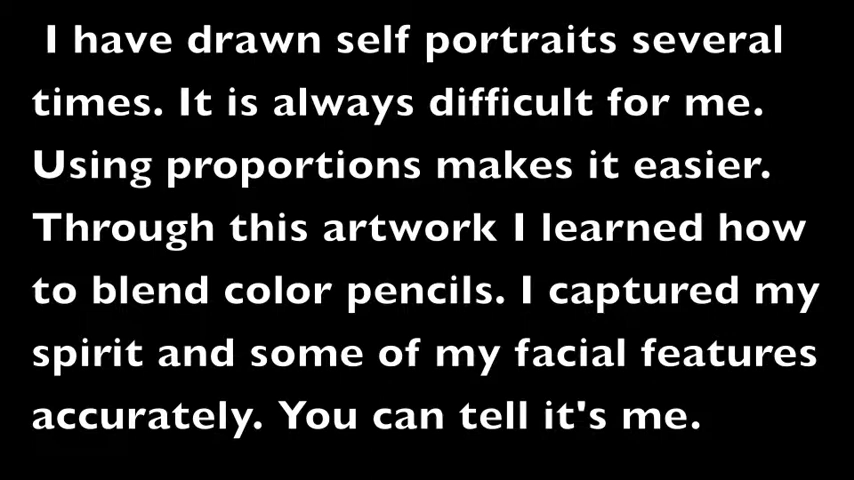 I have drawn self portraits several
times. It is always difficult for me.
Using proportions makes it easier.
Through this artwork I learned how
to blend color pencils. I captured my
spirit and some of my facial features
accurately. You can tell it's me.